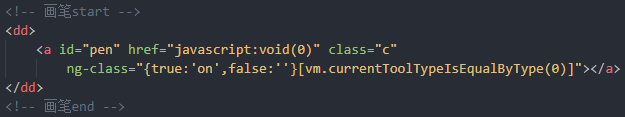 <!-- 画笔start -->
<dd>
<a id="pen" href="javascript:void(0)" class="c"
ng-class="{true:'on',false:''}[vm.currentToolTypeIsEqualByType(0)]"></a>
</dd>
<!-- 画笔end -->